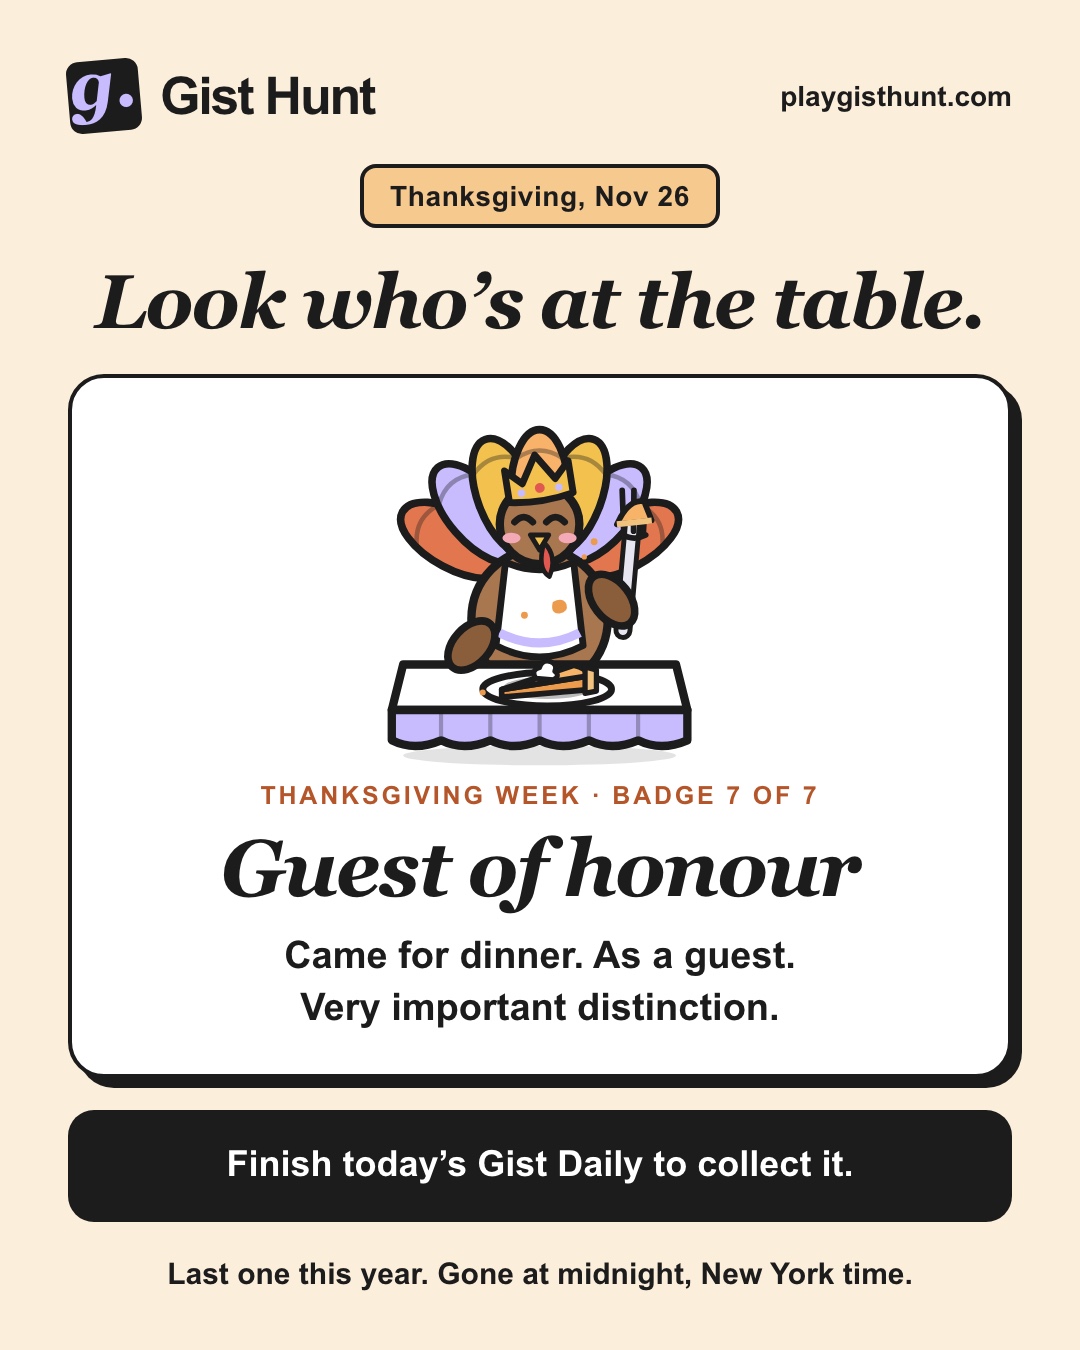 g. Gist Hunt
playgisthunt.com
Thanksgiving, Nov 26
Look who’s at the table.
THANKSGIVING WEEK · BADGE 7 OF 7
Guest of honour
Came for dinner. As a guest.
Very important distinction.
Finish today’s Gist Daily to collect it.
Last one this year. Gone at midnight, New York time.